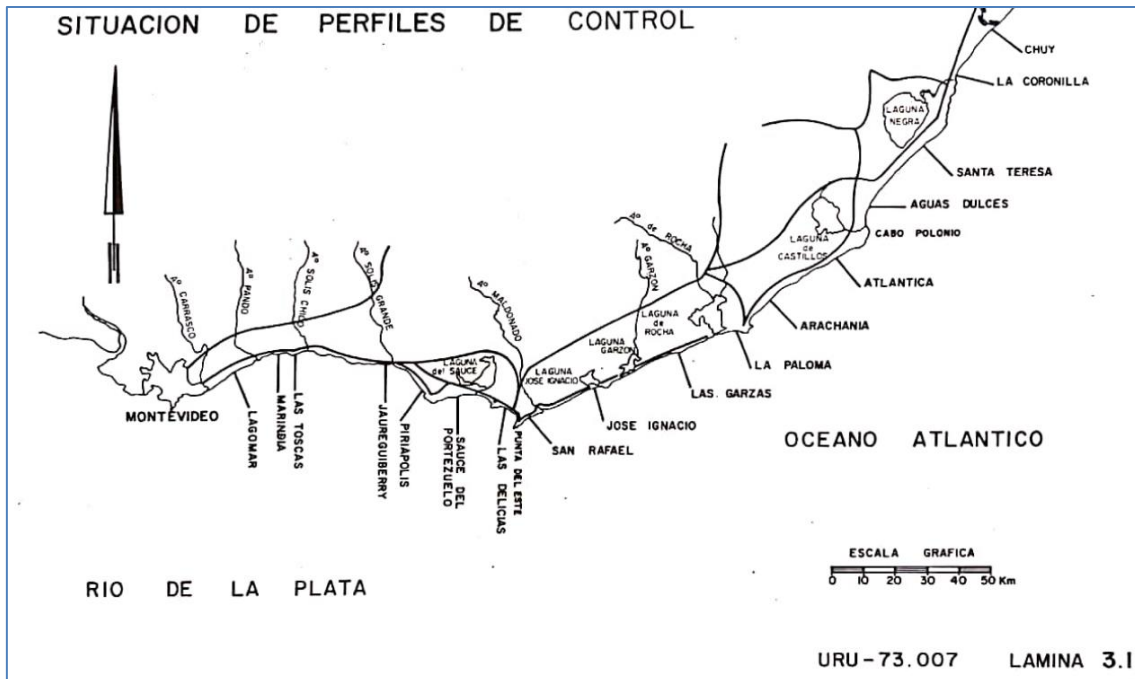 SITUACION DE PERFILES DE CONTROL
CHUY
LA CORONILLA
LAGUNA
NEGRA
SANTA TERESA
AGUAS DULCES
CABO POLONIO
LAGUNA
de
CASTILLOS
ATLANTICA
ARACHANIA
LA PALOMA
Aº de ROCHA
Aº GARZON
LAGUNA
de
ROCHA
LAGUNA
GARZON
LAS. GARZAS
LAGUNA
JOSE IGNACIO
JOSE IGNACIO
Aº MALDONADO
SAN RAFAEL
PUNTA DEL ESTE
LAS DELICIAS
LAGUNA
del SAUCE
SAUCE DEL
PORTEZUELO
PIRIAPOLIS
JAUREGUIBERRY
Aº SOLIS GRANDE
Aº SOLIS CHICO
LAS TOSCAS
MARINDIA
Aº PANDO
LAGOMAR
Aº CARRASCO
MONTEVIDEO
OCEANO ATLANTICO
RIO DE LA PLATA
ESCALA GRAFICA
0 10 20 30 40 50 Km
URU-73.007 LAMINA 3.1